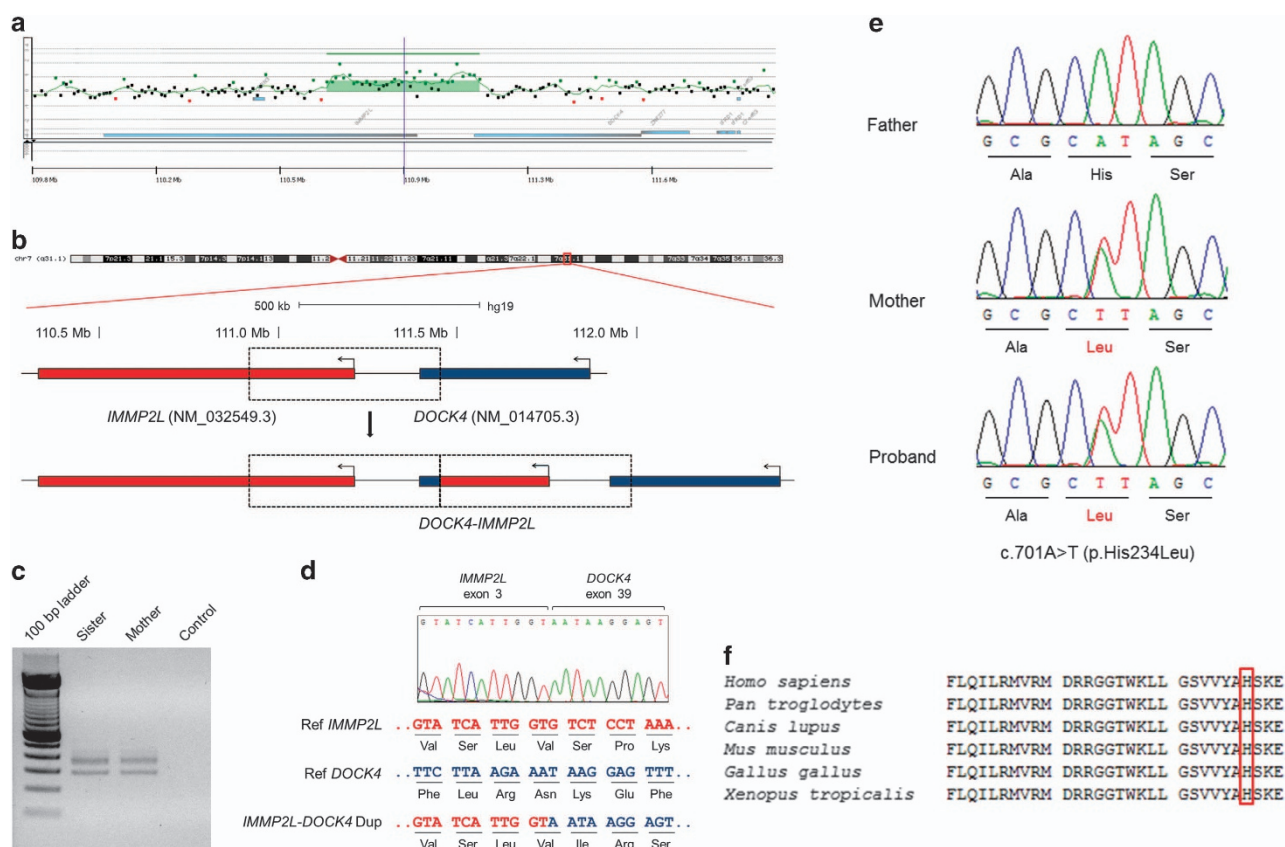 a
IMMP2L
DOCK4
109.8 Mb 110.2 Mb 110.5 Mb 110.9 Mb 111.3 Mb 111.6 Mb
b
chr7 (q31.1)
500 kb hg19
110.5 Mb 111.0 Mb 111.5 Mb 112.0 Mb
IMMP2L (NM_032549.3) DOCK4 (NM_014705.3)
DOCK4-IMMP2L
c
100 bp ladder
Sister
Mother
Control
d
IMMP2L DOCK4
exon 3 exon 39
G T A T C A T T G G T A A T A A G G A G T
Ref IMMP2L ..GTA TCA TTG GTG TCT CCT AAA..
Val Ser Leu Val Ser Pro Lys
Ref DOCK4 ..TTC TTA AGA AAT AAG GAG TTT..
Phe Leu Arg Asn Lys Glu Phe
IMMP2L-DOCK4 Dup ..GTA TCA TTG GTA ATA AGG AGT..
Val Ser Leu Val Ile Arg Ser
e
Father
G C G C A T A G C
Ala His Ser
Mother
G C G C T T A G C
Ala Leu Ser
Proband
G C G C T T A G C
Ala Leu Ser
c.701A>T (p.His234Leu)
f
Homo sapiens FLQILRMVRM DRRGGTWKLL GSVVYAHSKE
Pan troglodytes FLQILRMVRM DRRGGTWKLL GSVVYAHSKE
Canis lupus FLQILRMVRM DRRGGTWKLL GSVVYAHSKE
Mus musculus FLQILRMVRM DRRGGTWKLL GSVVYAHSKE
Gallus gallus FLQILRMVRM DRRGGTWKLL GSVVYAHSKE
Xenopus tropicalis FLQILRMVRM DRRGGTWKLL GSVVYAHSKE